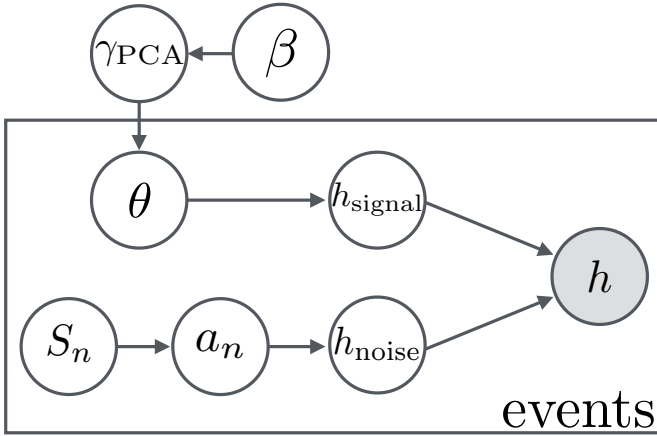 γPCA β
θ hsignal
h
Sn an hnoise
events